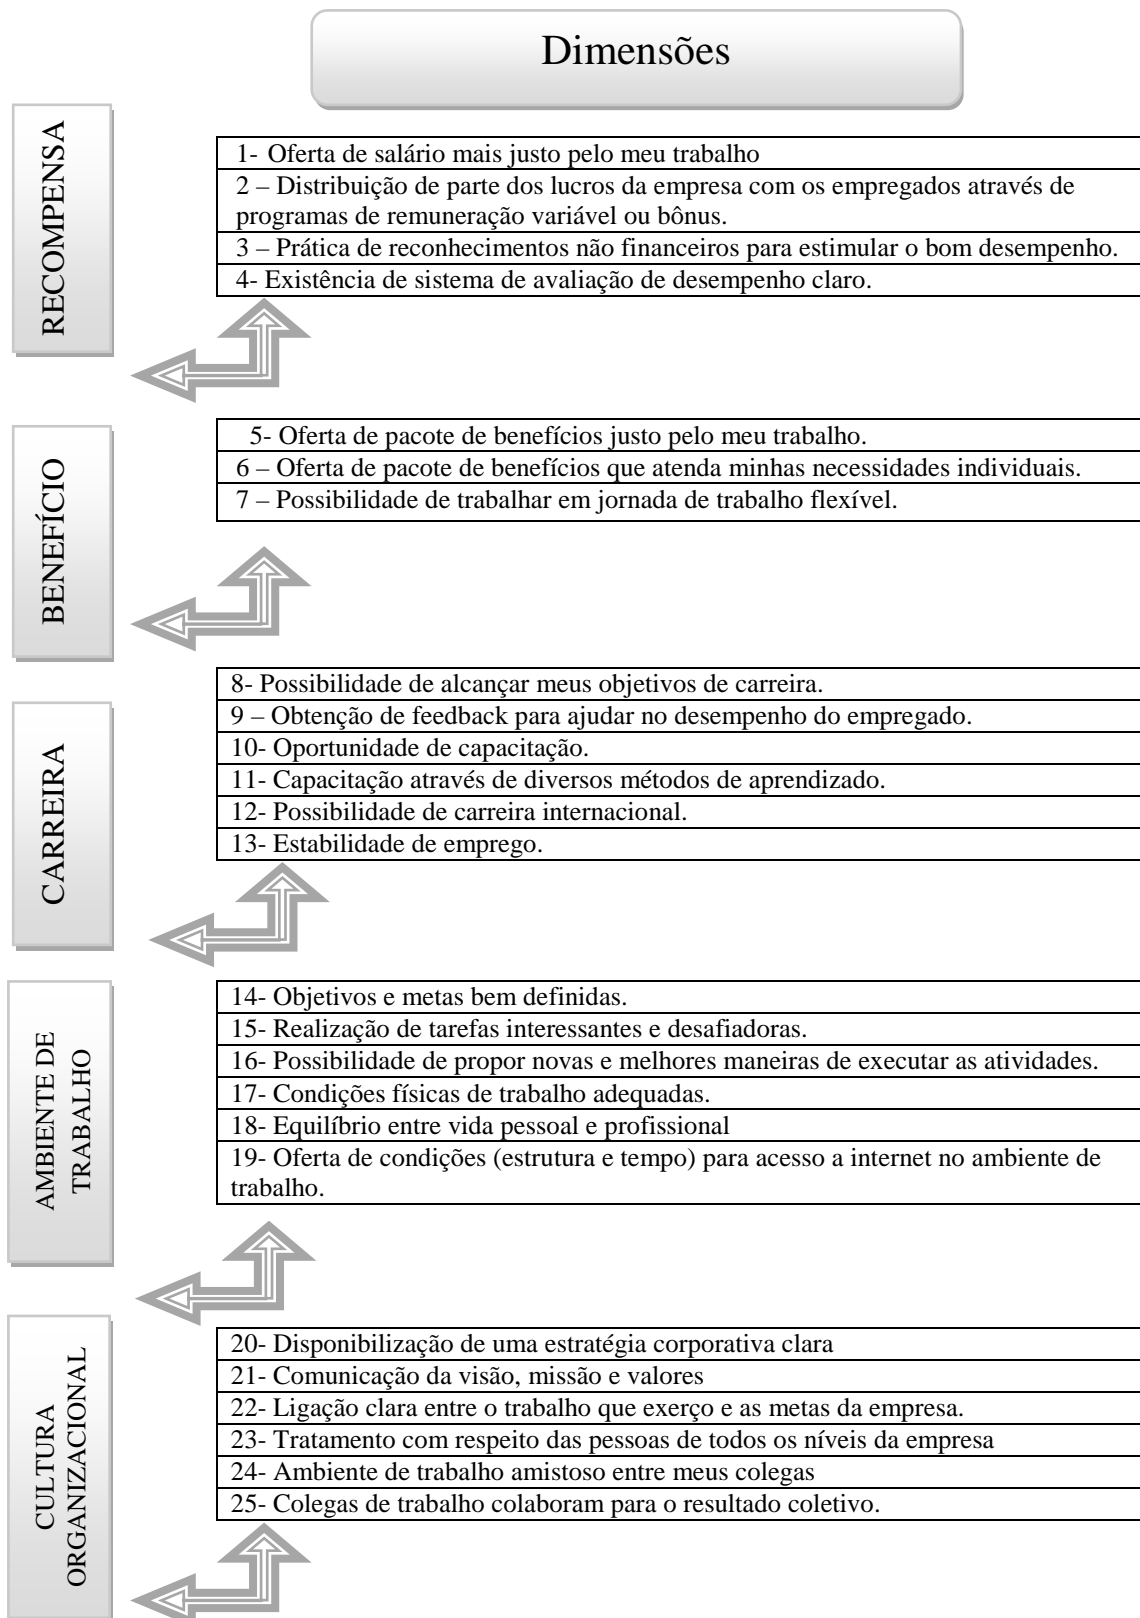 Dimensões
RECOMPENSA
1- Oferta de salário mais justo pelo meu trabalho
2 – Distribuição de parte dos lucros da empresa com os empregados através de
programas de remuneração variável ou bônus.
3 – Prática de reconhecimentos não financeiros para estimular o bom desempenho.
4- Existência de sistema de avaliação de desempenho claro.
BENEFÍCIO
5- Oferta de pacote de benefícios justo pelo meu trabalho.
6 – Oferta de pacote de benefícios que atenda minhas necessidades individuais.
7 – Possibilidade de trabalhar em jornada de trabalho flexível.
CARREIRA
8- Possibilidade de alcançar meus objetivos de carreira.
9 – Obtenção de feedback para ajudar no desempenho do empregado.
10- Oportunidade de capacitação.
11- Capacitação através de diversos métodos de aprendizado.
12- Possibilidade de carreira internacional.
13- Estabilidade de emprego.
AMBIENTE DE
TRABALHO
14- Objetivos e metas bem definidas.
15- Realização de tarefas interessantes e desafiadoras.
16- Possibilidade de propor novas e melhores maneiras de executar as atividades.
17- Condições físicas de trabalho adequadas.
18- Equilíbrio entre vida pessoal e profissional
19- Oferta de condições (estrutura e tempo) para acesso a internet no ambiente de
trabalho.
CULTURA
ORGANIZACIONAL
20- Disponibilização de uma estratégia corporativa clara
21- Comunicação da visão, missão e valores
22- Ligação clara entre o trabalho que exerço e as metas da empresa.
23- Tratamento com respeito das pessoas de todos os níveis da empresa
24- Ambiente de trabalho amistoso entre meus colegas
25- Colegas de trabalho colaboram para o resultado coletivo.